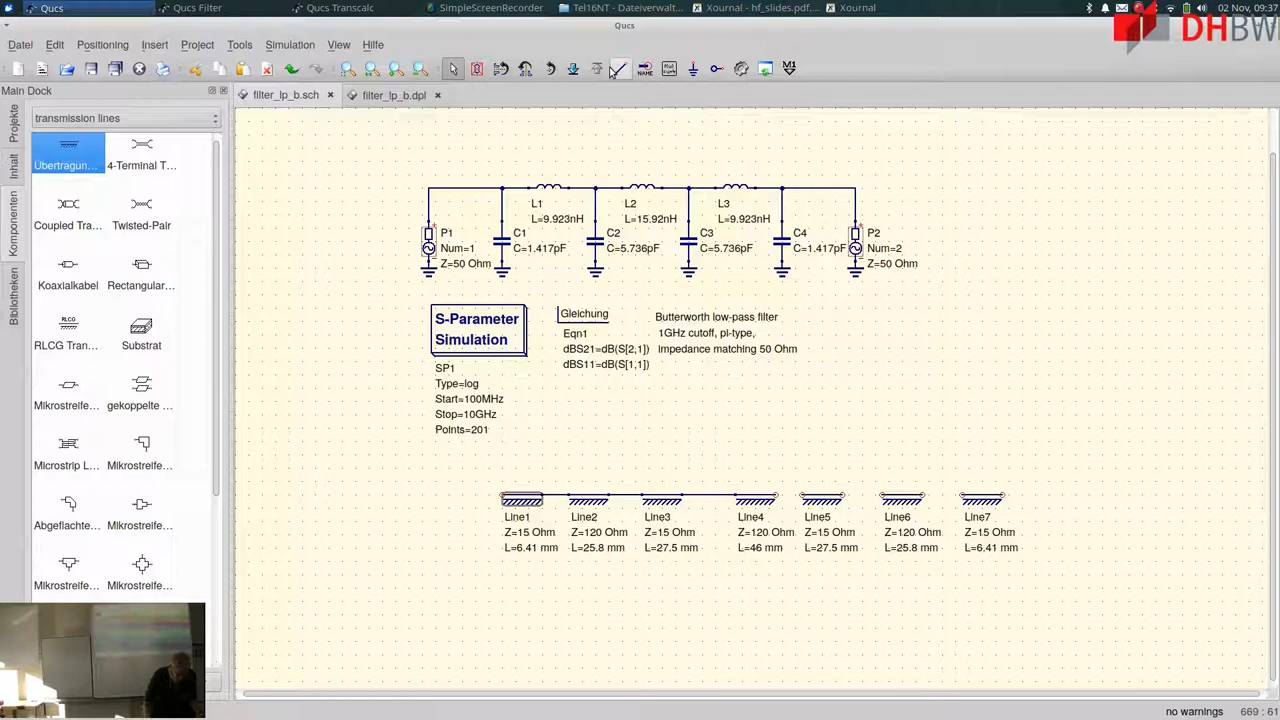 Qucs
Qucs Filter
Qucs Transcalc
SimpleScreenRecorder
Tel16NT - Dateiverwalt...
Xournal - hf_slides.pdf....
Xournal
02 Nov, 09:37
Qucs
DHBW
Datei Edit Positioning Insert Project Tools Simulation View Hilfe
NAME
M1
Main Dock
filter_lp_b.sch
filter_lp_b.dpl
transmission lines
Projekte
Inhalt
Komponenten
Bibliotheken
Übertragun... 4-Terminal T...
Coupled Tra... Twisted-Pair
Koaxialkabel Rectangular...
RLCG
RLCG Tran... Substrat
Mikrostreife... gekoppelte ...
Microstrip L... Mikrostreife...
Abgeflachte... Mikrostreife...
Mikrostreife... Mikrostreife...
L1
L=9.923nH
L2
L=15.92nH
L3
L=9.923nH
P1
Num=1
Z=50 Ohm
C1
C=1.417pF
C2
C=5.736pF
C3
C=5.736pF
C4
C=1.417pF
P2
Num=2
Z=50 Ohm
S-Parameter
Simulation
SP1
Type=log
Start=100MHz
Stop=10GHz
Points=201
Gleichung
Eqn1
dBS21=dB(S[2,1])
dBS11=dB(S[1,1])
Butterworth low-pass filter
1GHz cutoff, pI-type,
impedance matching 50 Ohm
Line1
Z=15 Ohm
L=6.41 mm
Line2
Z=120 Ohm
L=25.8 mm
Line3
Z=15 Ohm
L=27.5 mm
Line4
Z=120 Ohm
L=46 mm
Line5
Z=15 Ohm
L=27.5 mm
Line6
Z=120 Ohm
L=25.8 mm
Line7
Z=15 Ohm
L=6.41 mm
no warnings
669 : 61